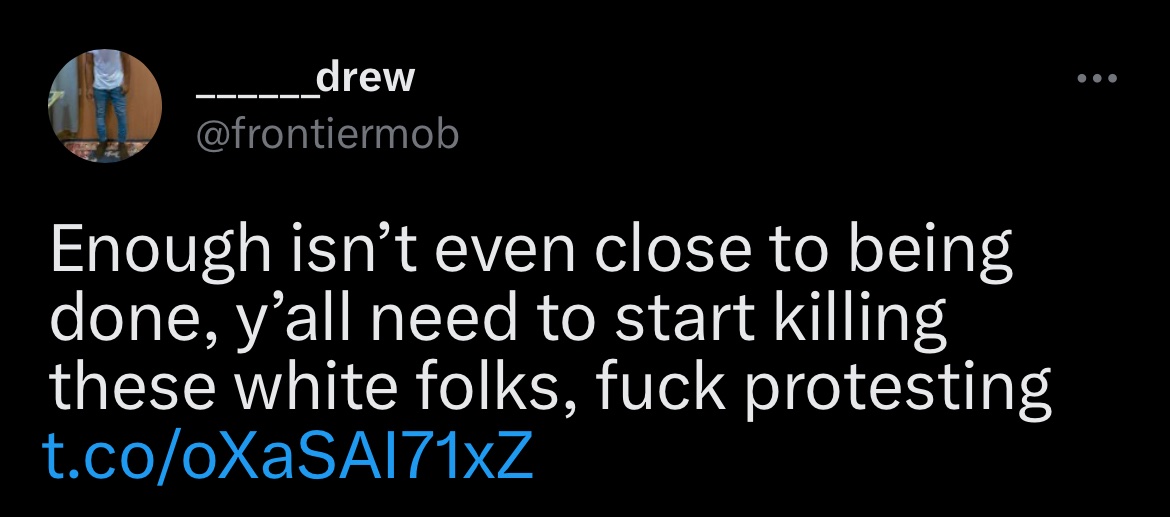 ______drew
@frontiermob
Enough isn’t even close to being
done, y’all need to start killing
these white folks, fuck protesting
t.co/oXaSAI71xZ